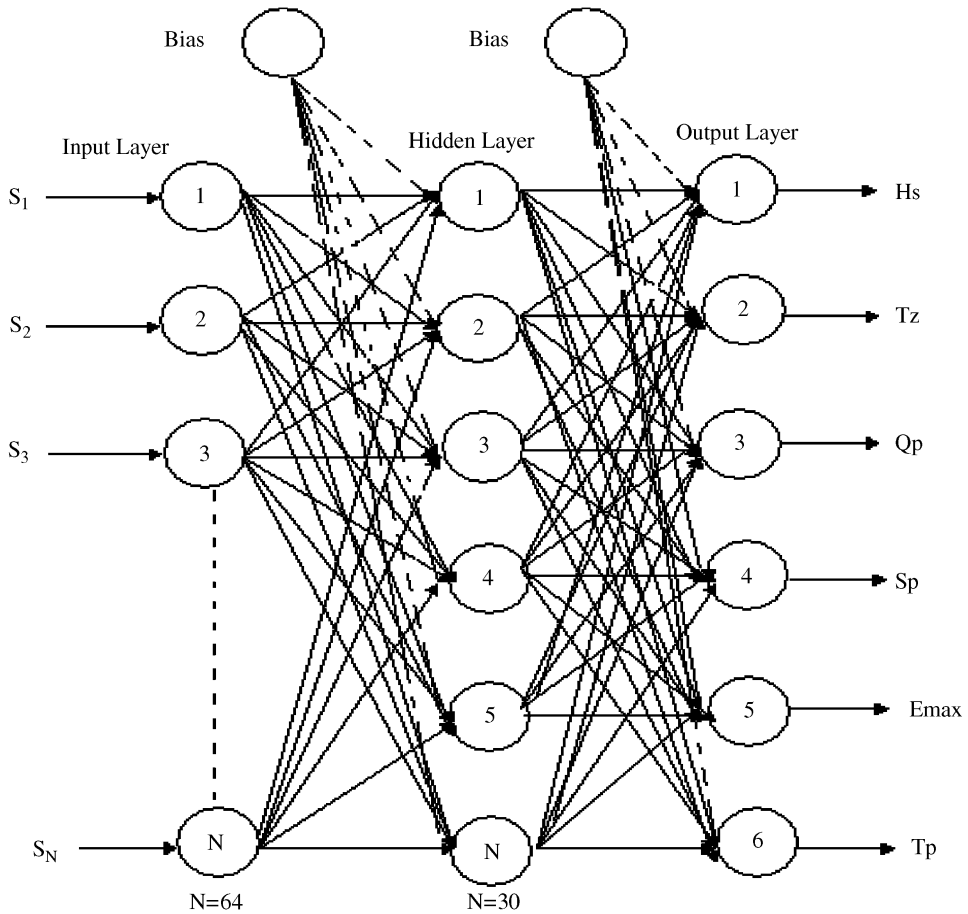 Bias
Bias
Input Layer
Hidden Layer
Output Layer
S1
1
1
1
Hs
S2
2
2
2
Tz
S3
3
3
3
Qp
4
4
Sp
5
5
Emax
SN
N
N
6
Tp
N=64
N=30